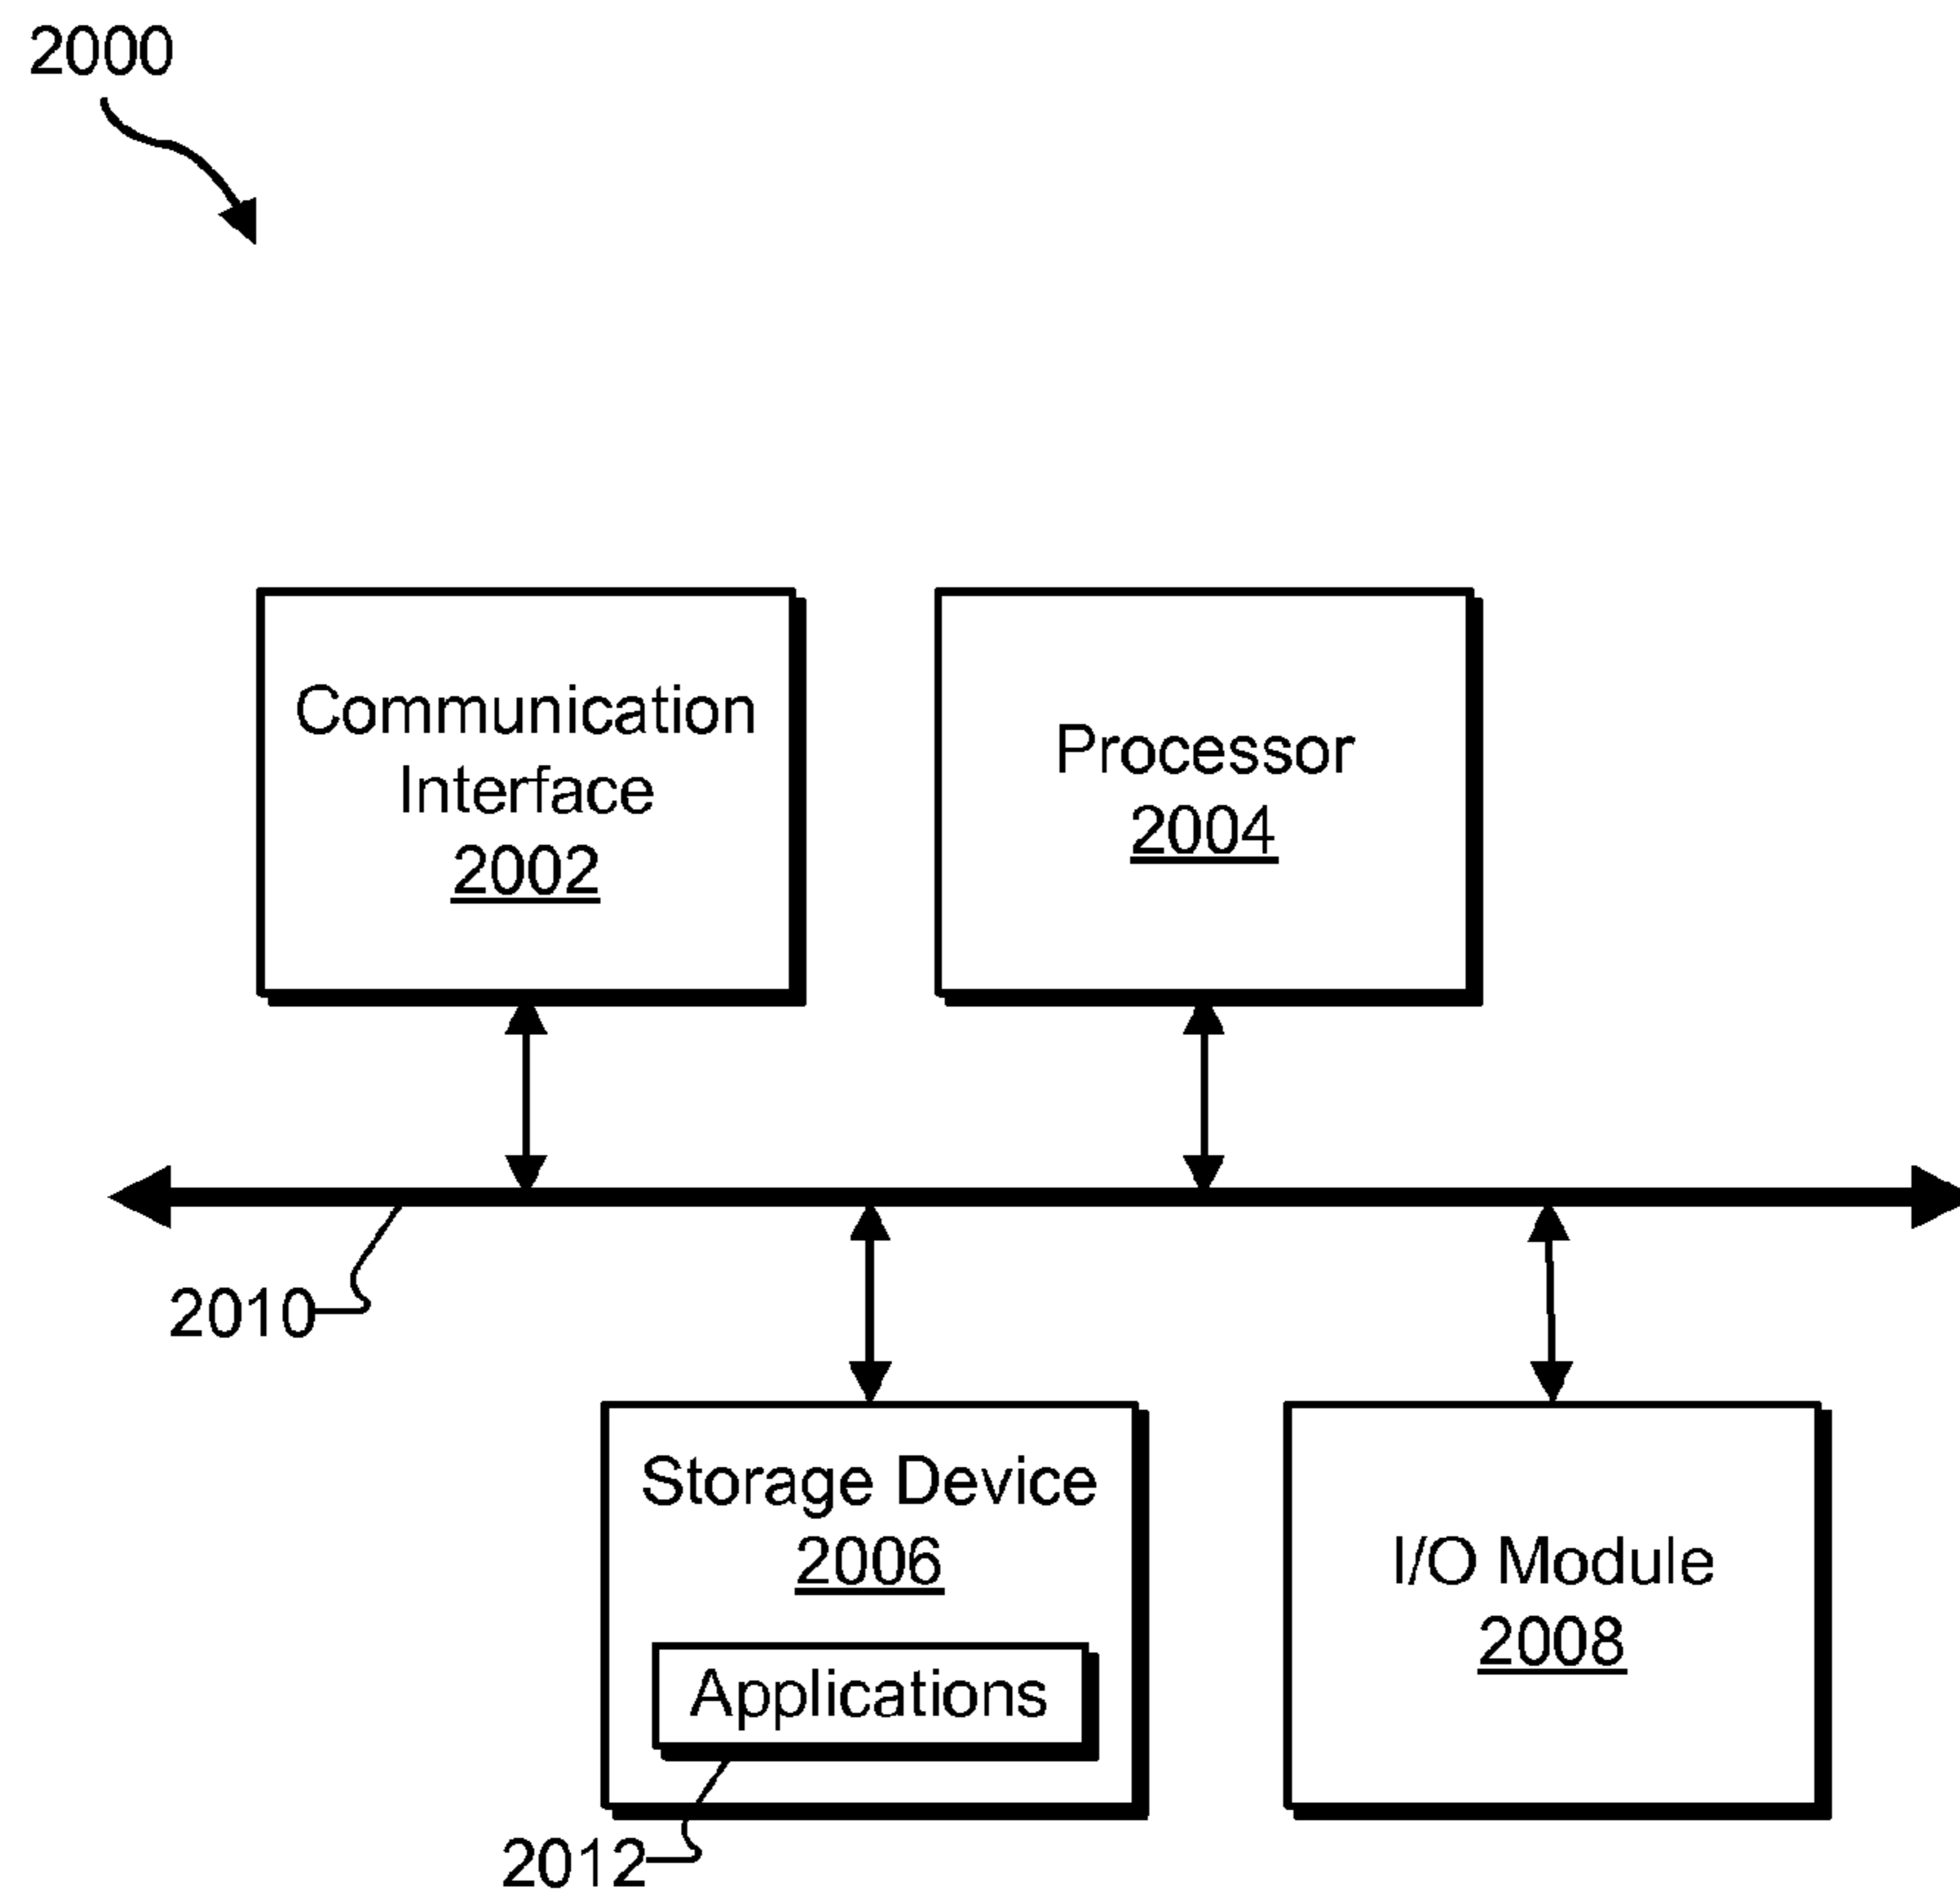 2000
Communication
Interface
2002
Processor
2004
2010
Storage Device
2006
Applications
2012
I/O Module
2008